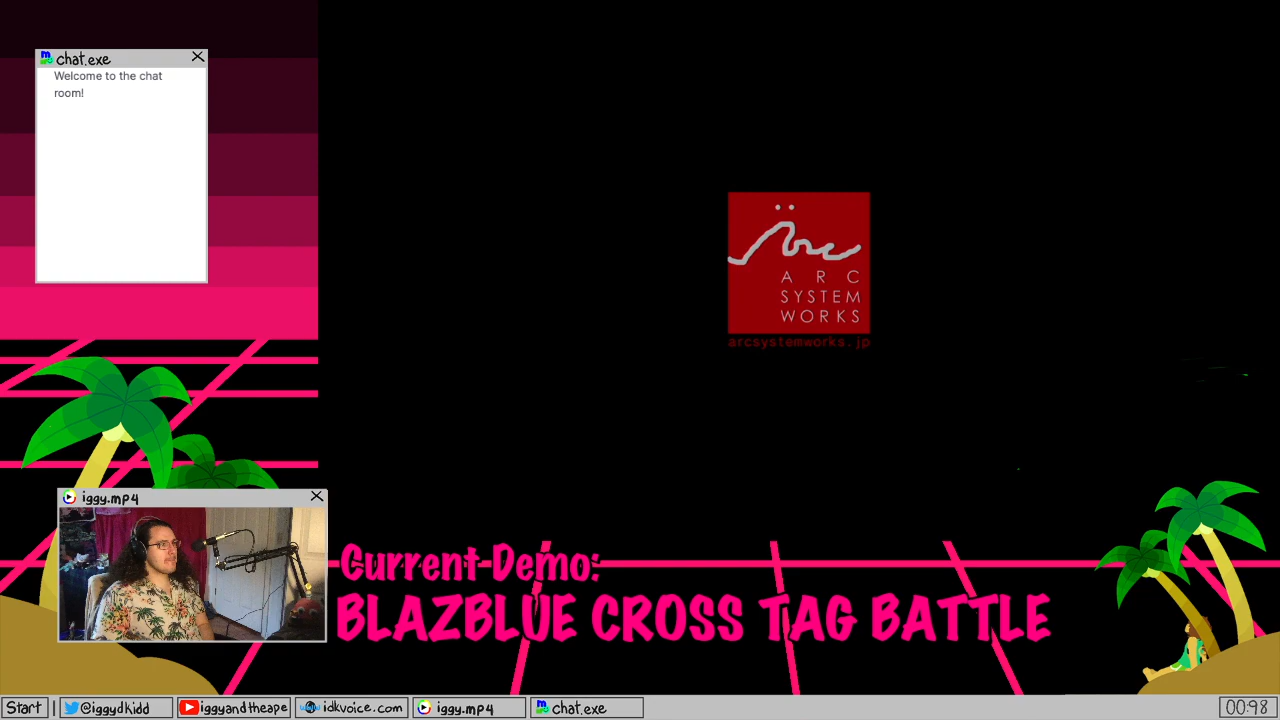 chat.exe
Welcome to the chat
room!
ARC
SYSTEM
WORKS
arcsystemworks.jp
iggy.mp4
Current Demo:
BLAZBLUE CROSS TAG BATTLE
Start
@iggydkidd
iggyandtheape
www
idkvoice.com
iggy.mp4
chat.exe
00:98